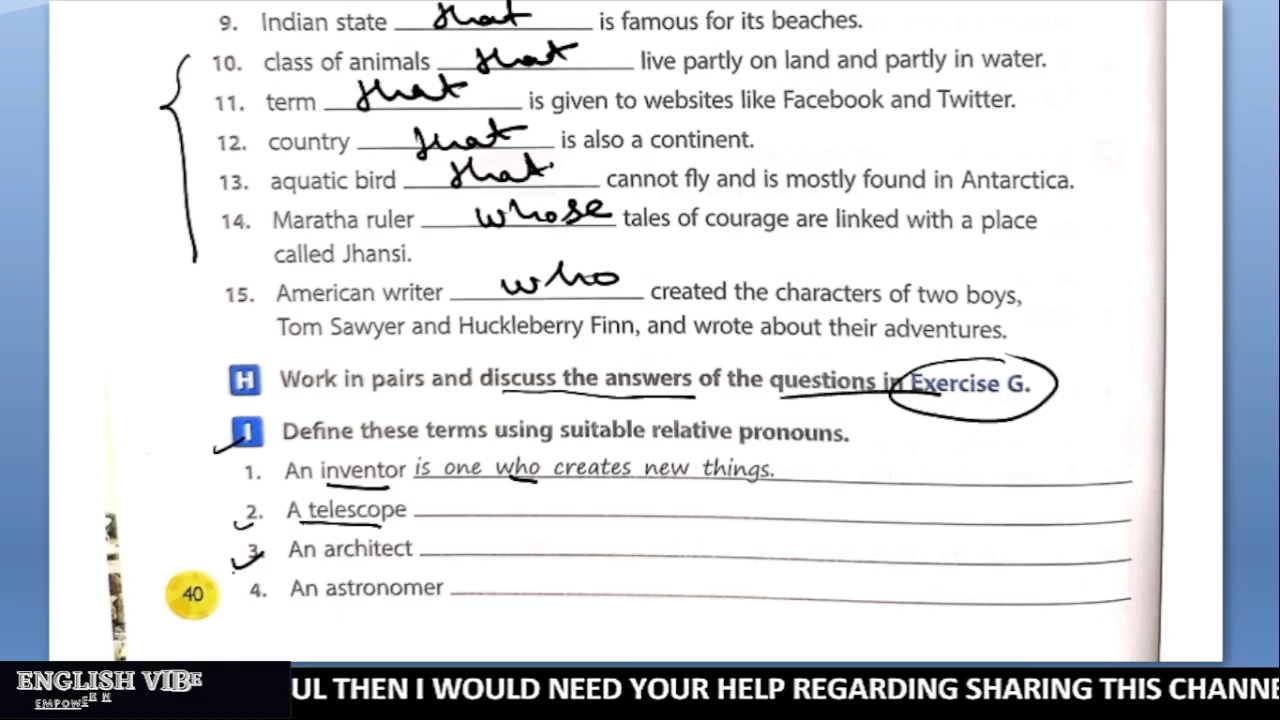 9. Indian state that is famous for its beaches.
10. class of animals that live partly on land and partly in water.
11. term that is given to websites like Facebook and Twitter.
12. country that is also a continent.
13. aquatic bird that cannot fly and is mostly found in Antarctica.
14. Maratha ruler whose tales of courage are linked with a place
called Jhansi.
15. American writer who created the characters of two boys,
Tom Sawyer and Huckleberry Finn, and wrote about their adventures.
H Work in pairs and discuss the answers of the questions in Exercise G.
I Define these terms using suitable relative pronouns.
1. An inventor is one who creates new things.
2. A telescope
3. An architect
4. An astronomer
40
ENGLISH VIBE
UL THEN I WOULD NEED YOUR HELP REGARDING SHARING THIS CHANNE